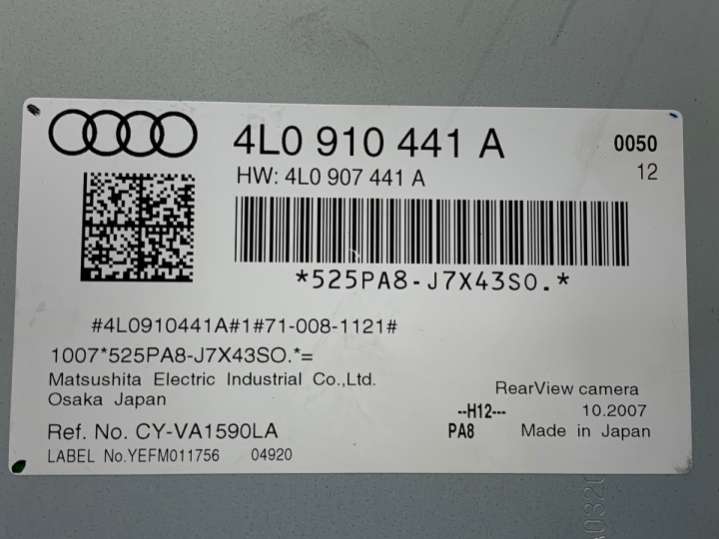 4L0 910 441 A
0050
HW: 4L0 907 441 A
12
*525PA8-J7X43S0.*
#4L0910441A#1#71-008-1121#
1007*525PA8-J7X43SO.*=
Matsushita Electric Industrial Co.,Ltd.
Osaka Japan
RearView camera
--H12---
10.2007
Ref. No. CY-VA1590LA
PA8
Made in Japan
LABEL No.YEFM011756
04920